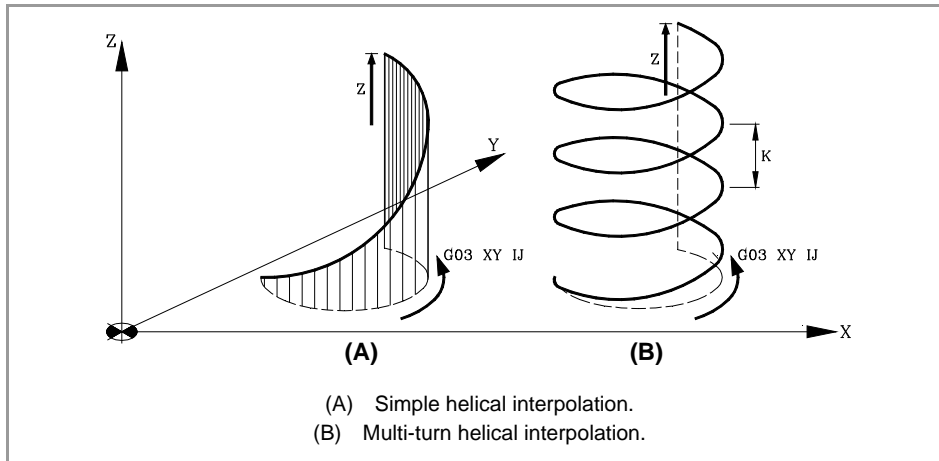 Z
Z
Z
Y
K
G03 XY IJ
G03 XY IJ
X
(A)
(B)
(A) Simple helical interpolation.
(B) Multi-turn helical interpolation.